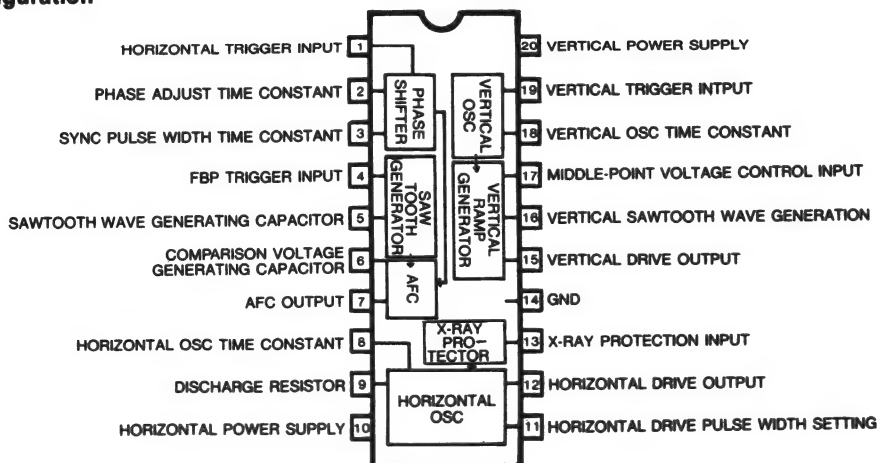 HORIZONTAL TRIGGER INPUT 1
PHASE ADJUST TIME CONSTANT 2
SYNC PULSE WIDTH TIME CONSTANT 3
FBP TRIGGER INPUT 4
SAWTOOTH WAVE GENERATING CAPACITOR 5
COMPARISON VOLTAGE
GENERATING CAPACITOR 6
AFC OUTPUT 7
HORIZONTAL OSC TIME CONSTANT 8
DISCHARGE RESISTOR 9
HORIZONTAL POWER SUPPLY 10
PHASE
SHIFTER
SAW
TOOTH
GENERATOR
AFC
VERTICAL
OSC
VERTICAL
RAMP
GENERATOR
X-RAY
PRO-
TECTOR
HORIZONTAL
OSC
20 VERTICAL POWER SUPPLY
19 VERTICAL TRIGGER INTPUT
18 VERTICAL OSC TIME CONSTANT
17 MIDDLE-POINT VOLTAGE CONTROL INPUT
16 VERTICAL SAWTOOTH WAVE GENERATION
15 VERTICAL DRIVE OUTPUT
14 GND
13 X-RAY PROTECTION INPUT
12 HORIZONTAL DRIVE OUTPUT
11 HORIZONTAL DRIVE PULSE WIDTH SETTING